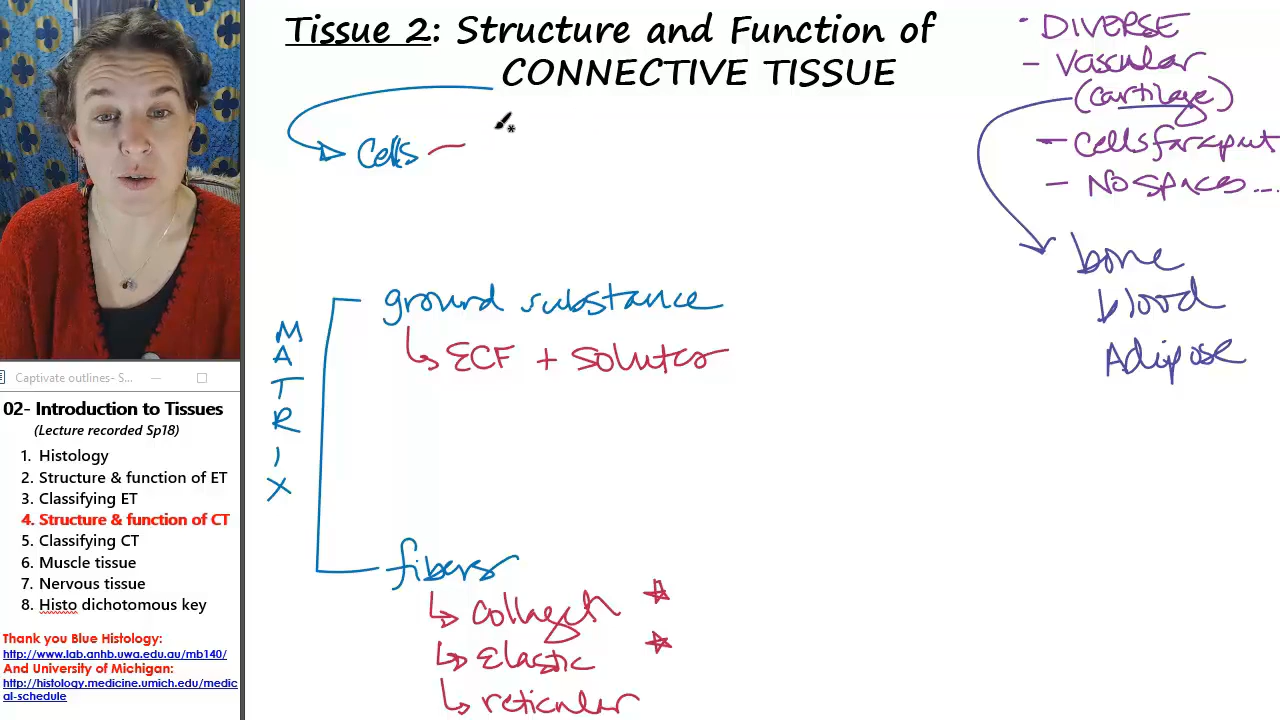 Tissue 2: Structure and Function of
CONNECTIVE TISSUE
Cells
MATRIX
ground substance
ECF + Solutes
fibers
Collagen
Elastic
reticular
DIVERSE
- Vascular
(cartilage)
- Cells far apart
- No spaces...
bone
blood
Adipose
Captivate outlines- S...
02- Introduction to Tissues
(Lecture recorded Sp18)
1. Histology
2. Structure & function of ET
3. Classifying ET
4. Structure & function of CT
5. Classifying CT
6. Muscle tissue
7. Nervous tissue
8. Histo dichotomous key
Thank you Blue Histology:
http://www.lab.anhb.uwa.edu.au/mb140/
And University of Michigan:
http://histology.medicine.umich.edu/medic
al-schedule